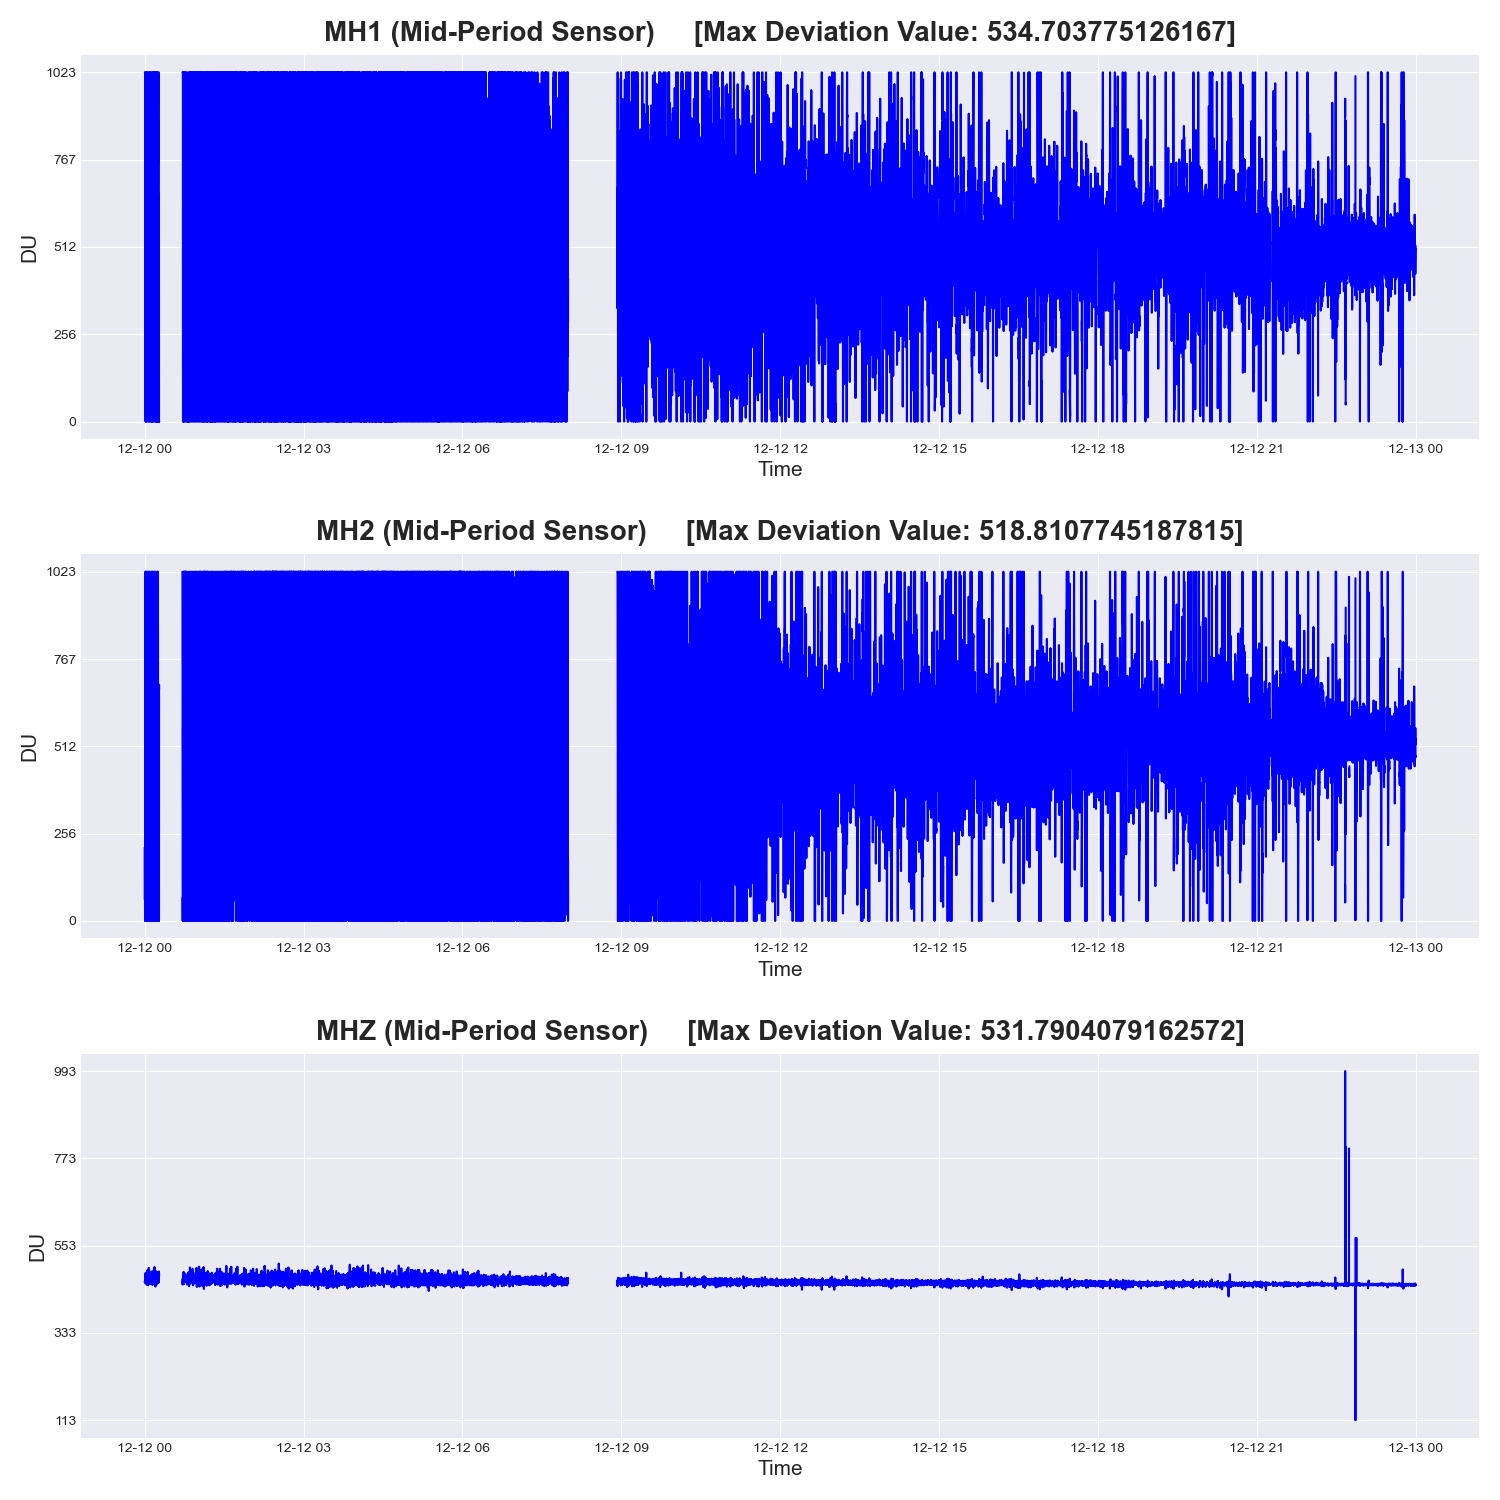 MH1 (Mid-Period Sensor) [Max Deviation Value: 534.703775126167]
1023
767
512
256
0
DU
12-12 00 12-12 03 12-12 06 12-12 09 12-12 12 12-12 15 12-12 18 12-12 21 12-13 00
Time
MH2 (Mid-Period Sensor) [Max Deviation Value: 518.8107745187815]
1023
767
512
256
0
DU
12-12 00 12-12 03 12-12 06 12-12 09 12-12 12 12-12 15 12-12 18 12-12 21 12-13 00
Time
MHZ (Mid-Period Sensor) [Max Deviation Value: 531.7904079162572]
993
773
553
333
113
DU
12-12 00 12-12 03 12-12 06 12-12 09 12-12 12 12-12 15 12-12 18 12-12 21 12-13 00
Time